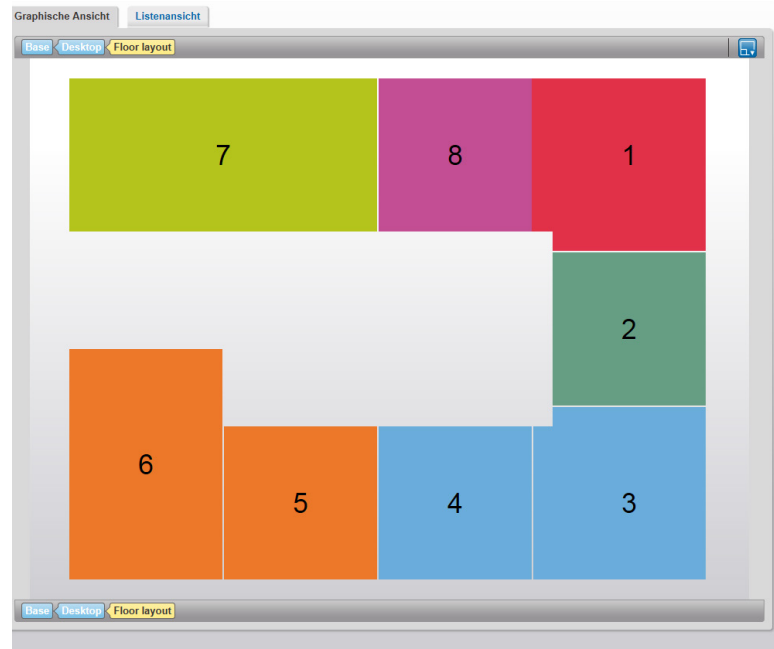 Graphische Ansicht Listenansicht
Base Desktop Floor layout
7 8 1
2
6 5 4 3
Base Desktop Floor layout